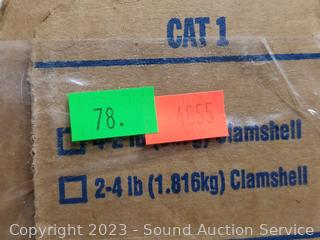 CAT 1
78.
4855
Clamshell
2-4 lb (1.816kg) Clamshell
Copyright © 2023 - Sound Auction Service